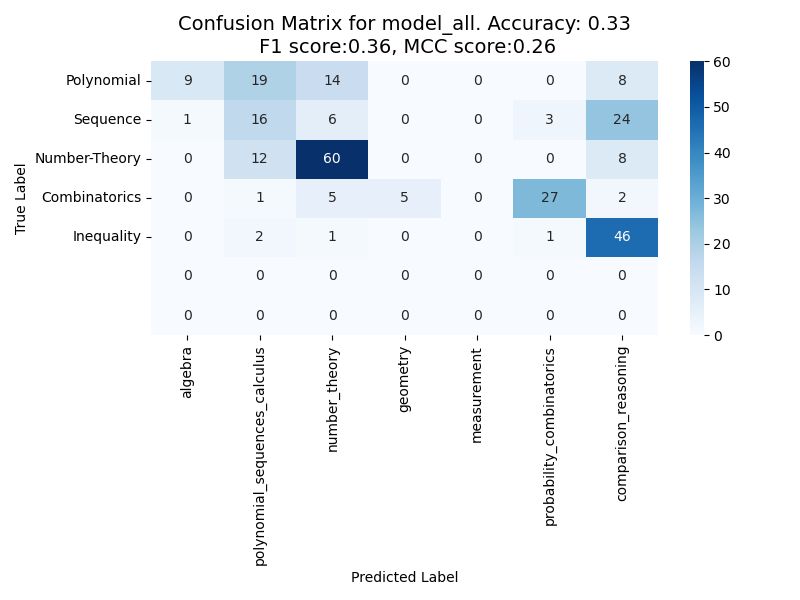 Confusion Matrix for model_all. Accuracy: 0.33
F1 score:0.36, MCC score:0.26
True Label
Polynomial 9 19 14 0 0 0 8
Sequence 1 16 6 0 0 3 24
Number-Theory 0 12 60 0 0 0 8
Combinatorics 0 1 5 5 0 27 2
Inequality 0 2 1 0 0 1 46
0 0 0 0 0 0 0
0 0 0 0 0 0 0
algebra
polynomial_sequences_calculus
number_theory
geometry
measurement
probability_combinatorics
comparison_reasoning
Predicted Label
60
50
40
30
20
10
0